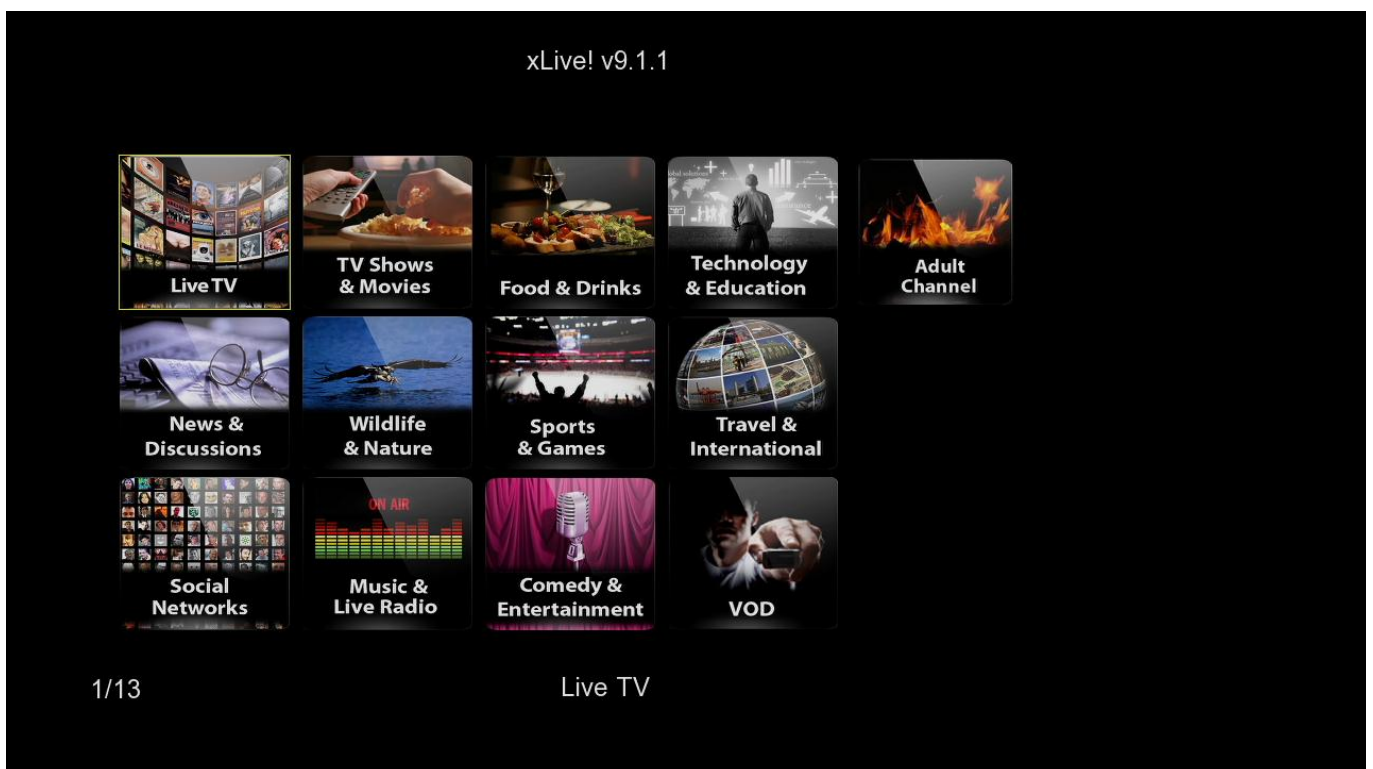 xLive! v9.1.1
Live TV
TV Shows
& Movies
Food & Drinks
Technology
& Education
Adult
Channel
News &
Discussions
Wildlife
& Nature
Sports
& Games
Travel &
International
Social
Networks
ON AIR
Music &
Live Radio
Comedy &
Entertainment
VOD
1/13
Live TV